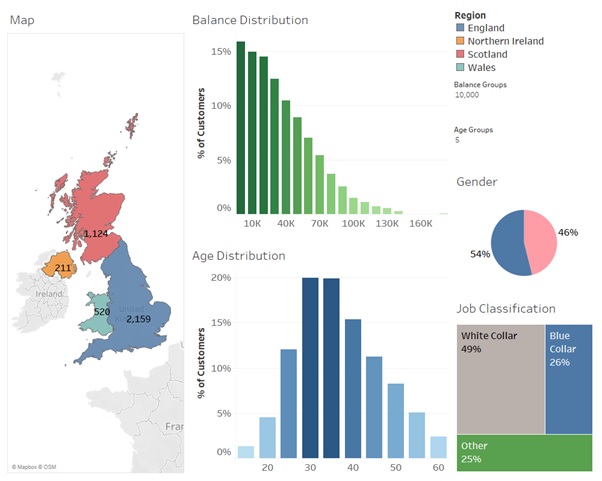 Map
1,124
211
Ireland
520
United
2,159
Fran
© Mapbox © OSM
Balance Distribution
% of Customers
15%
10%
5%
0%
10K 40K 70K 100K 130K 160K
Age Distribution
% of Customers
20%
15%
10%
5%
0%
20 30 40 50 60
Region
England
Northern Ireland
Scotland
Wales
Balance Groups
10,000
Age Groups
5
Gender
46%
54%
Job Classification
White Collar
49%
Blue
Collar
26%
Other
25%